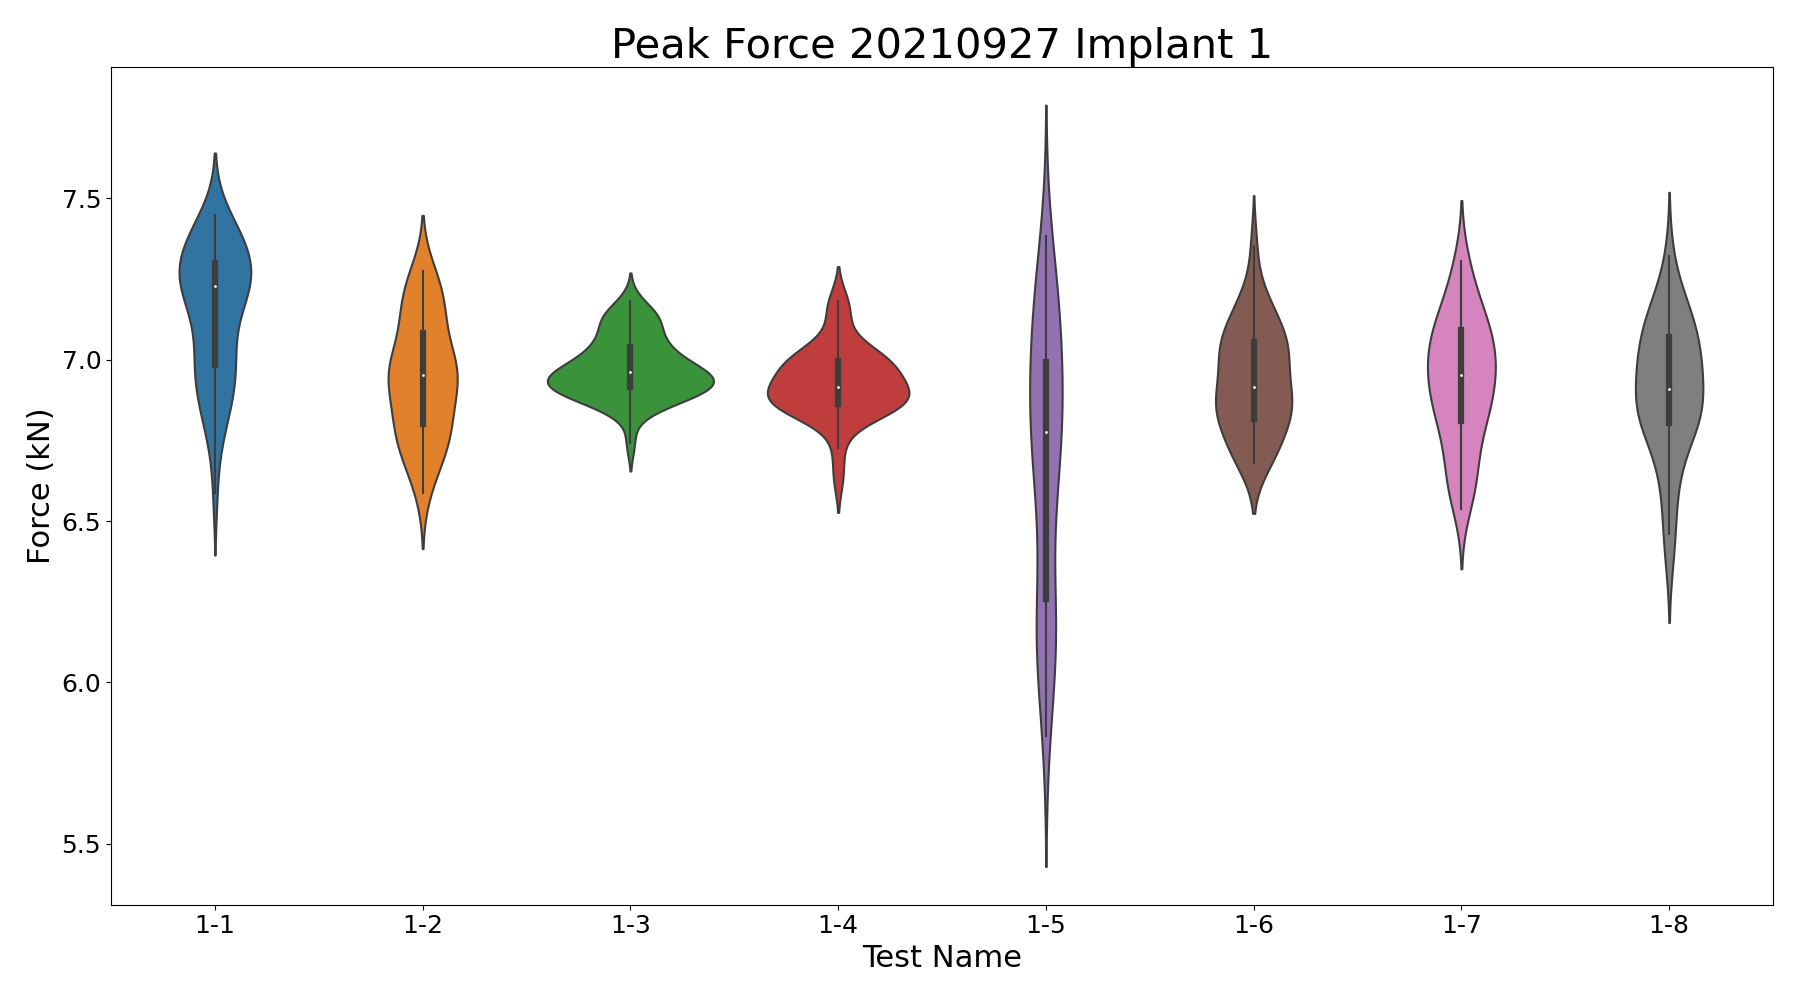 Peak Force 20210927 Implant 1
Force (kN)
7.5
7.0
6.5
6.0
5.5
1-1 1-2 1-3 1-4 1-5 1-6 1-7 1-8
Test Name